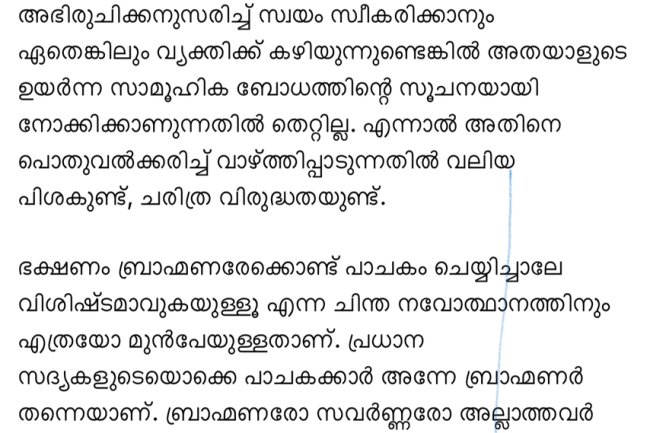 അഭിരുചിക്കനുസരിച്ച് സ്വയം സ്വീകരിക്കാനും
ഏതെങ്കിലും വ്യക്തിക്ക് കഴിയുന്നുണ്ടെങ്കിൽ അതയാളുടെ
ഉയർന്ന സാമൂഹിക ബോധത്തിന്റെ സൂചനയായി
നോക്കിക്കാണുന്നതിൽ തെറ്റില്ല. എന്നാൽ അതിനെ
പൊതുവൽക്കരിച്ച് വാഴ്ത്തിപ്പാടുന്നതിൽ വലിയ
പിശകുണ്ട്, ചരിത്ര വിരുദ്ധതയുണ്ട്.
ഭക്ഷണം ബ്രാഹ്മണരേക്കൊണ്ട് പാചകം ചെയ്യിച്ചാലേ
വിശിഷ്ടമാവുകയുള്ളൂ എന്ന ചിന്ത നവോത്ഥാനത്തിനും
എത്രയോ മുൻപേയുള്ളതാണ്. പ്രധാന
സദ്യകളുടെയൊക്കെ പാചകക്കാർ അന്നേ ബ്രാഹ്മണർ
തന്നെയാണ്. ബ്രാഹ്മണരോ സവർണ്ണരോ അല്ലാത്തവർ